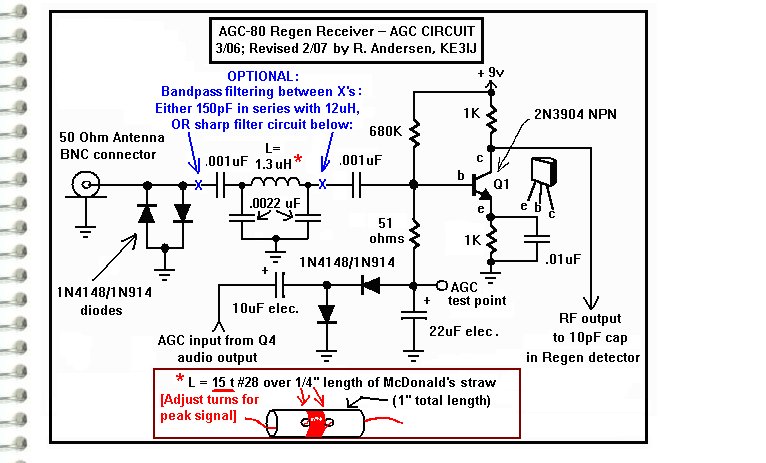 AGC-80 Regen Receiver – AGC CIRCUIT
3/06; Revised 2/07 by R. Andersen, KE3IJ
OPTIONAL:
Bandpass filtering between X's:
Either 150pF in series with 12uH,
OR sharp filter circuit below:
+ 9v
1K
2N3904 NPN
680K
50 Ohm Antenna
BNC connector
.001uF
L=
1.3 uH *
.001uF
c
b
Q1
e
X
X
e b c
.0022 uF
51
ohms
1K
.01uF
1N4148/1N914
diodes
+
1N4148/1N914
10uF elec.
AGC
test point
+
22uF elec.
AGC input from Q4
audio output
RF output
to 10pF cap
in Regen detector
* L = 15 t #28 over 1/4" length of McDonald's straw
[Adjust turns for
peak signal]
(1" total length)